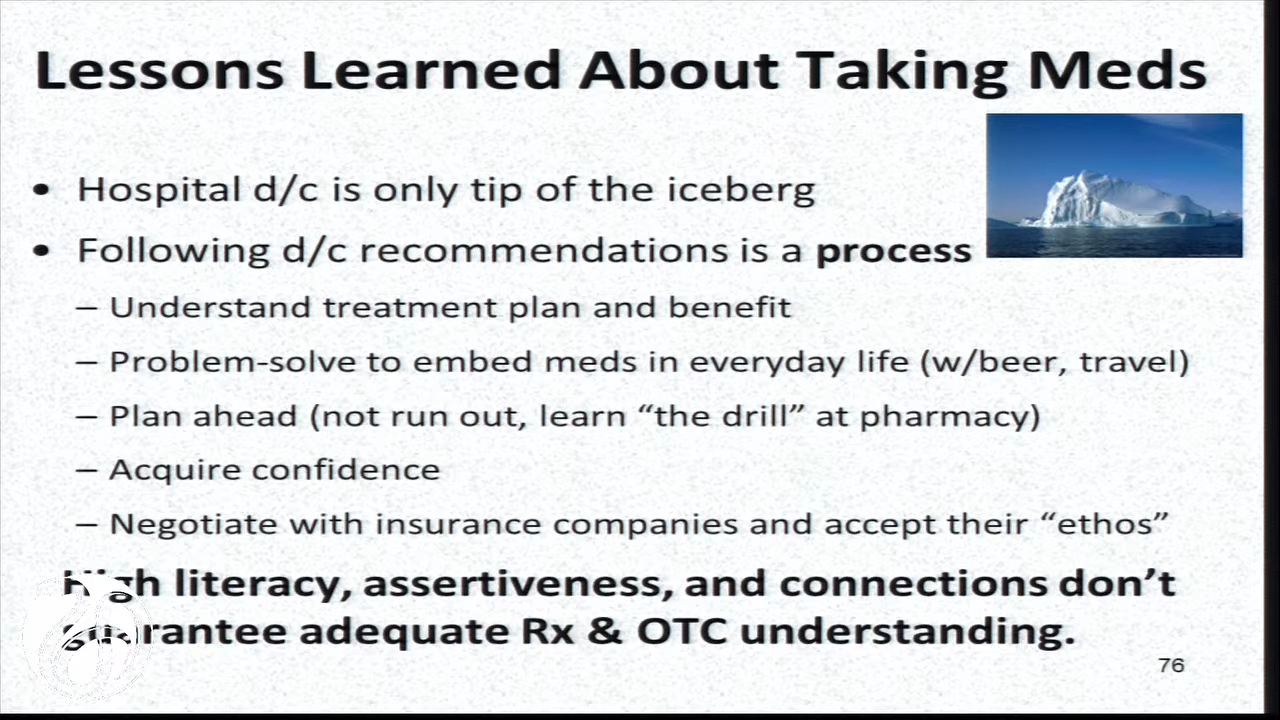 Lessons Learned About Taking Meds
• Hospital d/c is only tip of the iceberg
• Following d/c recommendations is a process
– Understand treatment plan and benefit
– Problem-solve to embed meds in everyday life (w/beer, travel)
– Plan ahead (not run out, learn “the drill” at pharmacy)
– Acquire confidence
– Negotiate with insurance companies and accept their “ethos”
High literacy, assertiveness, and connections don’t
guarantee adequate Rx & OTC understanding.
76